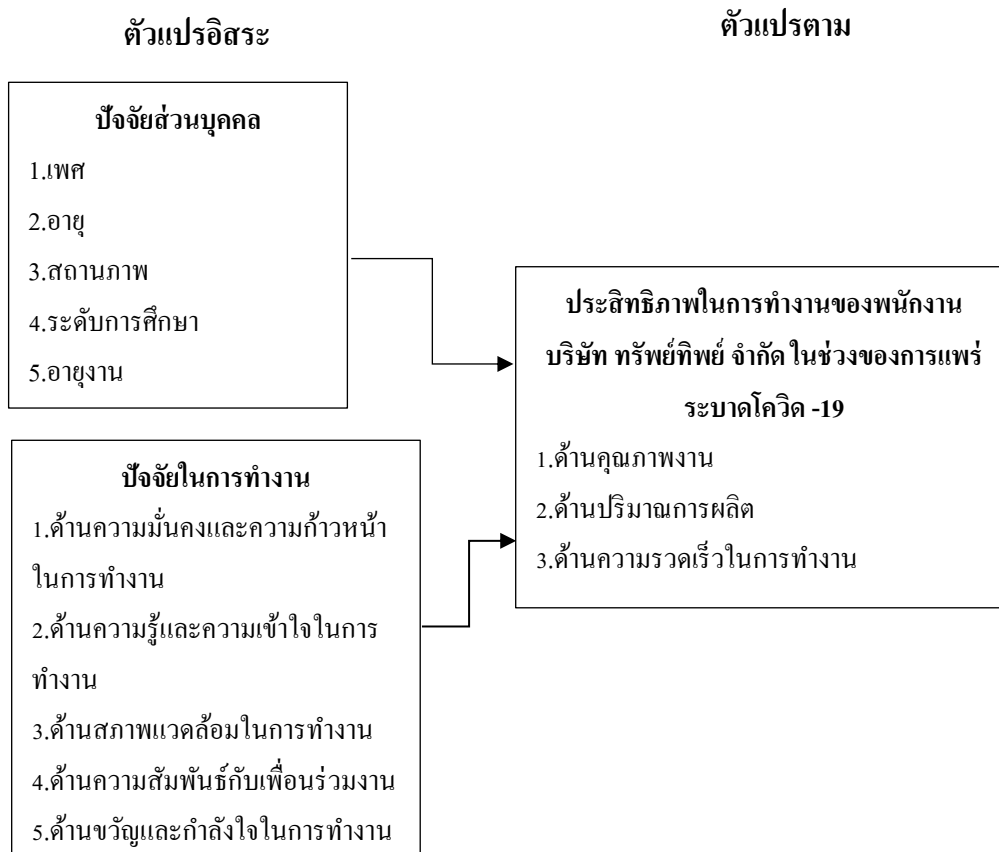 ตัวแปรอิสระ
ตัวแปรตาม
ปัจจัยส่วนบุคคล
1.เพศ
2.อายุ
3.สถานภาพ
4.ระดับการศึกษา
5.อายุงาน
ปัจจัยในการทำงาน
1.ด้านความมั่นคงและความก้าวหน้า
ในการทำงาน
2.ด้านความรู้และความเข้าใจในการ
ทำงาน
3.ด้านสภาพแวดล้อมในการทำงาน
4.ด้านความสัมพันธ์กับเพื่อนร่วมงาน
5.ด้านขวัญและกำลังใจในการทำงาน
ประสิทธิภาพในการทำงานของพนักงาน
บริษัท ทรัพย์ทิพย์ จำกัด ในช่วงของการแพร่
ระบาดโควิด -19
1.ด้านคุณภาพงาน
2.ด้านปริมาณการผลิต
3.ด้านความรวดเร็วในการทำงาน